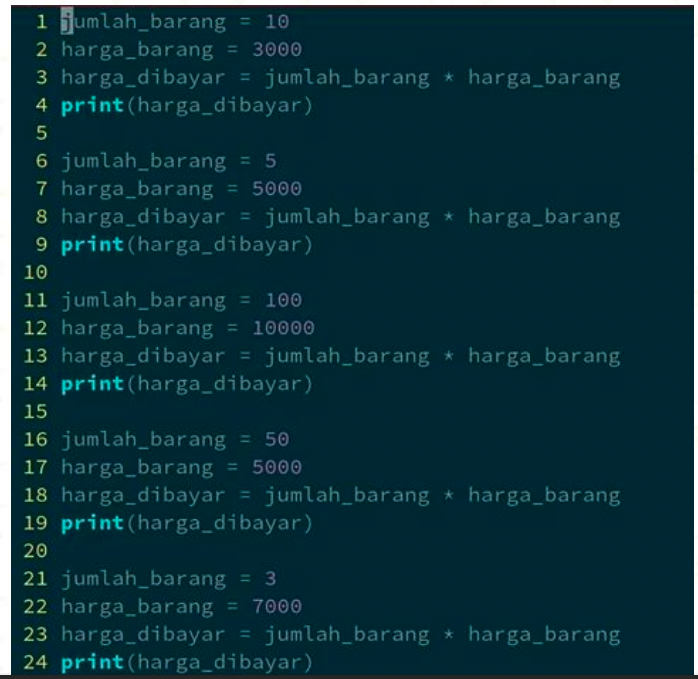 1 jumlah_barang = 10
2 harga_barang = 3000
3 harga_dibayar = jumlah_barang * harga_barang
4 print(harga_dibayar)
5
6 jumlah_barang = 5
7 harga_barang = 5000
8 harga_dibayar = jumlah_barang * harga_barang
9 print(harga_dibayar)
10
11 jumlah_barang = 100
12 harga_barang = 10000
13 harga_dibayar = jumlah_barang * harga_barang
14 print(harga_dibayar)
15
16 jumlah_barang = 50
17 harga_barang = 5000
18 harga_dibayar = jumlah_barang * harga_barang
19 print(harga_dibayar)
20
21 jumlah_barang = 3
22 harga_barang = 7000
23 harga_dibayar = jumlah_barang * harga_barang
24 print(harga_dibayar)